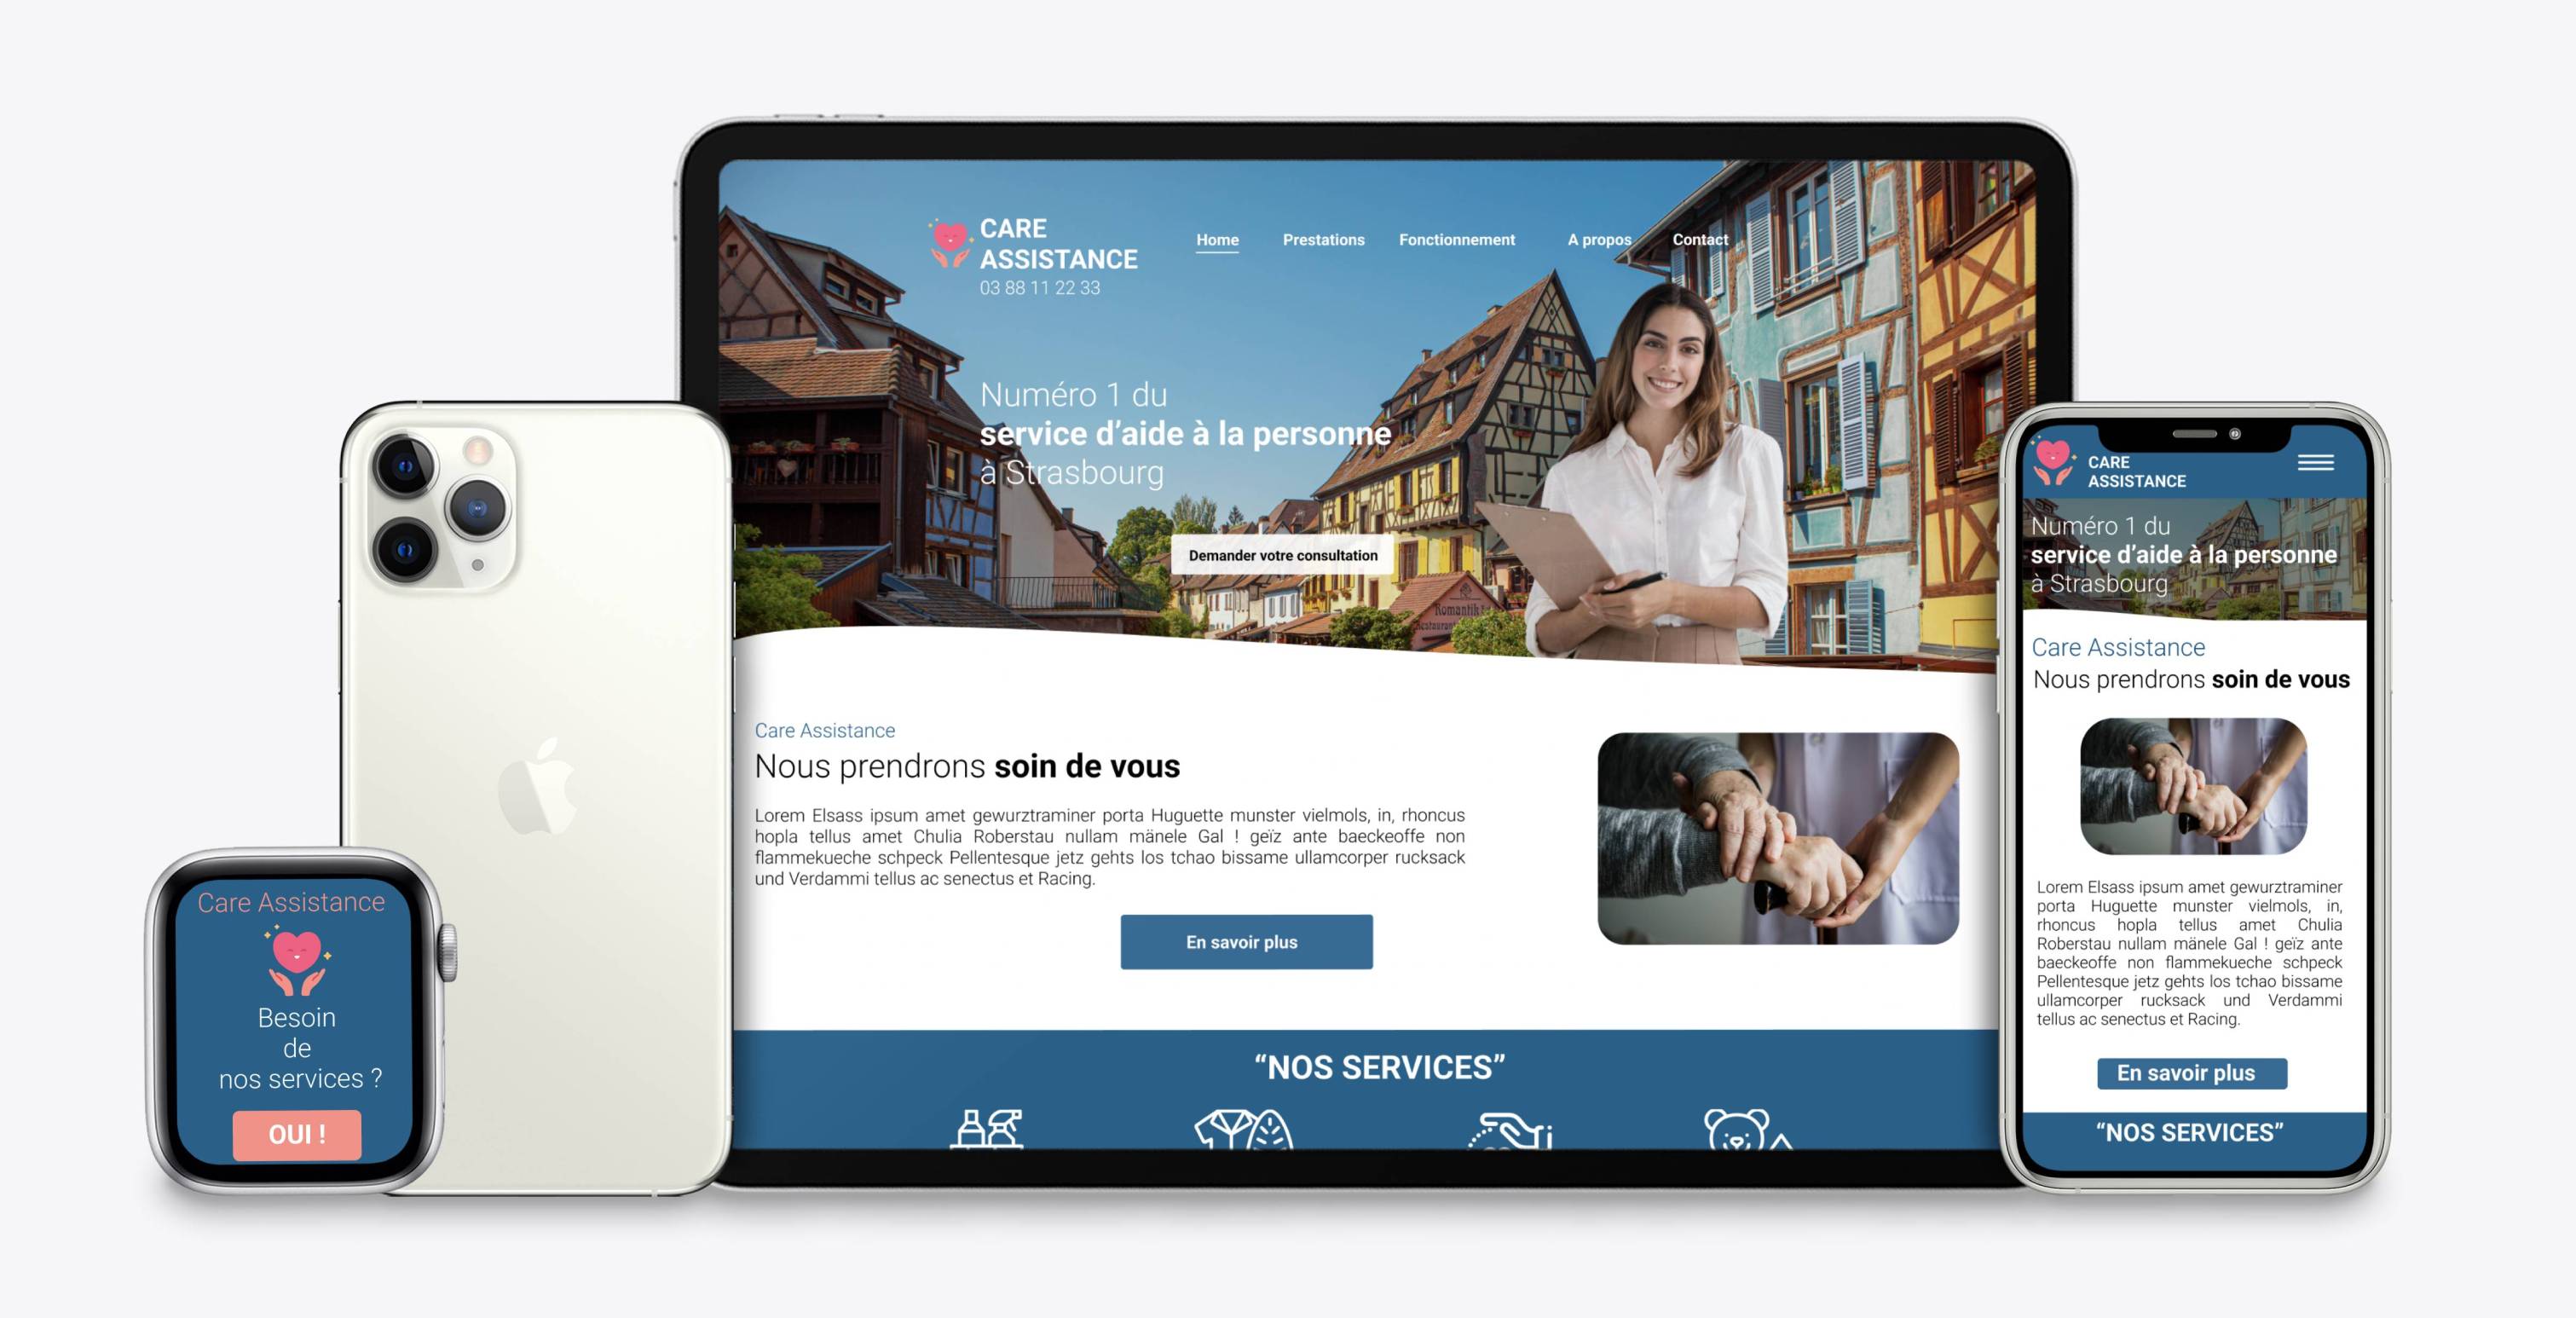 CARE
ASSISTANCE
03 88 11 22 33
Home
Prestations
Fonctionnement
A propos
Contact
Numéro 1 du
service d’aide à la personne
à Strasbourg
Demander votre consultation
Romantik
Restaurant
Care Assistance
Nous prendrons soin de vous
Lorem Elsass ipsum amet gewurztraminer porta Huguette munster vielmols, in, rhoncus
hopla tellus amet Chulia Roberstau nullam mänele Gal ! geïz ante baeckeoffe non
flammekueche schpeck Pellentesque jetz gehts los tchao bissame ullamcorper rucksack
und Verdammi tellus ac senectus et Racing.
En savoir plus
“NOS SERVICES”
Care Assistance
Besoin
de
nos services ?
OUI !
CARE
ASSISTANCE
Numéro 1 du
service d’aide à la personne
à Strasbourg
Care Assistance
Nous prendrons soin de vous
Lorem Elsass ipsum amet gewurztraminer
porta Huguette munster vielmols, in,
rhoncus hopla tellus amet Chulia
Roberstau nullam mänele Gal ! geïz ante
baeckeoffe non flammekueche schpeck
Pellentesque jetz gehts los tchao bissame
ullamcorper rucksack und Verdammi
tellus ac senectus et Racing.
En savoir plus
“NOS SERVICES”